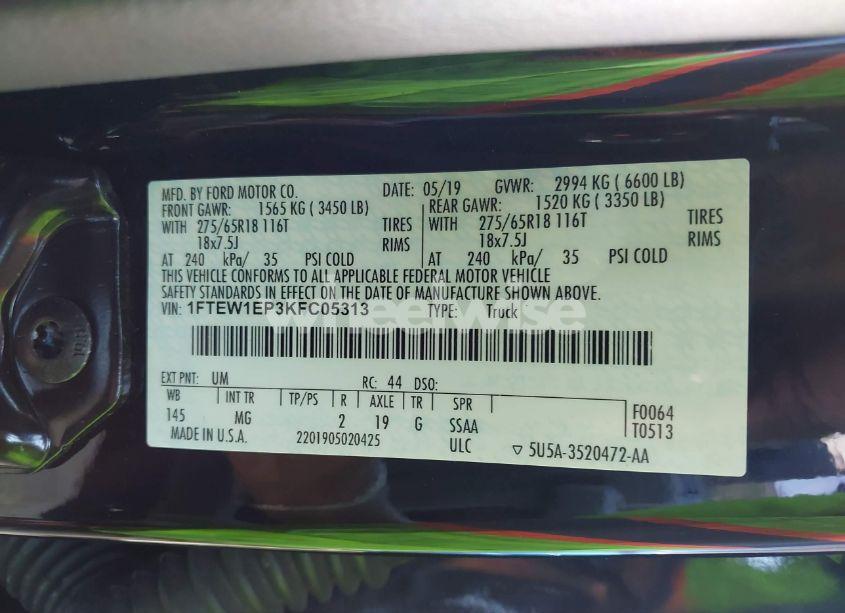 MFD. BY FORD MOTOR CO. DATE: 05/19 GVWR: 2994 KG ( 6600 LB)
FRONT GAWR: 1565 KG ( 3450 LB) REAR GAWR: 1520 KG ( 3350 LB)
WITH 275/65R18 116T TIRES WITH 275/65R18 116T TIRES
18x7.5J RIMS 18x7.5J RIMS
AT 240 kPa/ 35 PSI COLD AT 240 kPa/ 35 PSI COLD
THIS VEHICLE CONFORMS TO ALL APPLICABLE FEDERAL MOTOR VEHICLE
SAFETY STANDARDS IN EFFECT ON THE DATE OF MANUFACTURE SHOWN ABOVE.
VIN: 1FTEW1EP3KFC05313 TYPE: Truck
wheelwise
EXT PNT: UM RC: 44 DSO:
WB INT TR TP/PS R AXLE TR SPR F0064
145 MG 2 19 G SSAA T0513
MADE IN U.S.A. 2201905020425 ULC ▽ 5U5A-3520472-AA